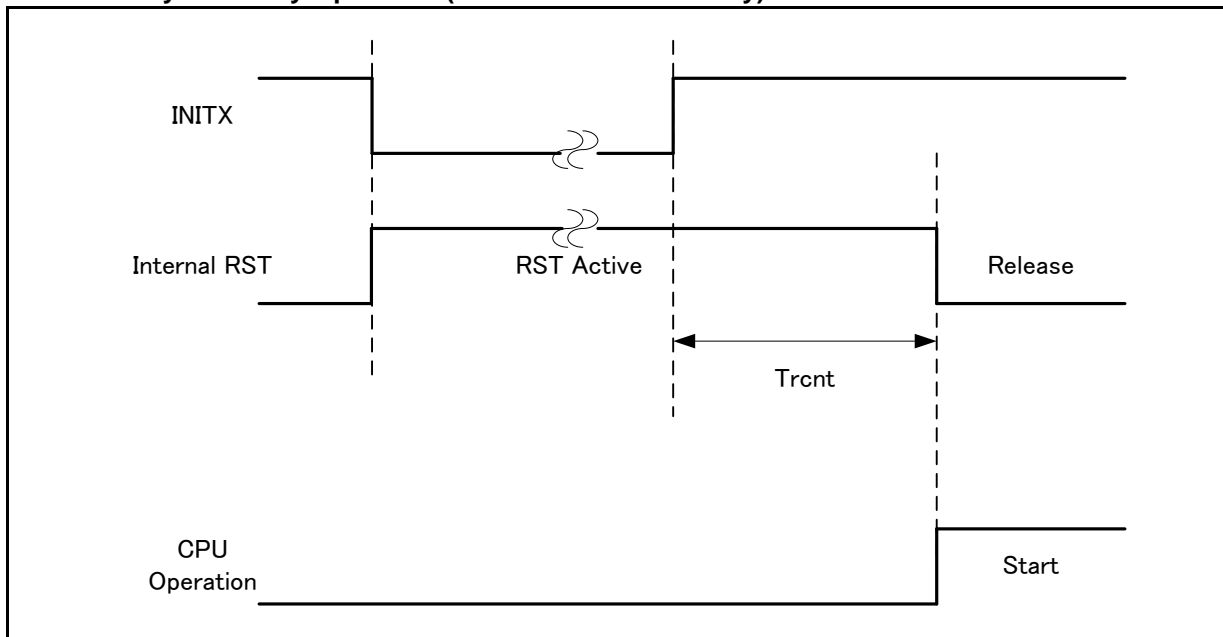 INITX
Internal RST
RST Active
Release
Trcnt
CPU
Operation
Start